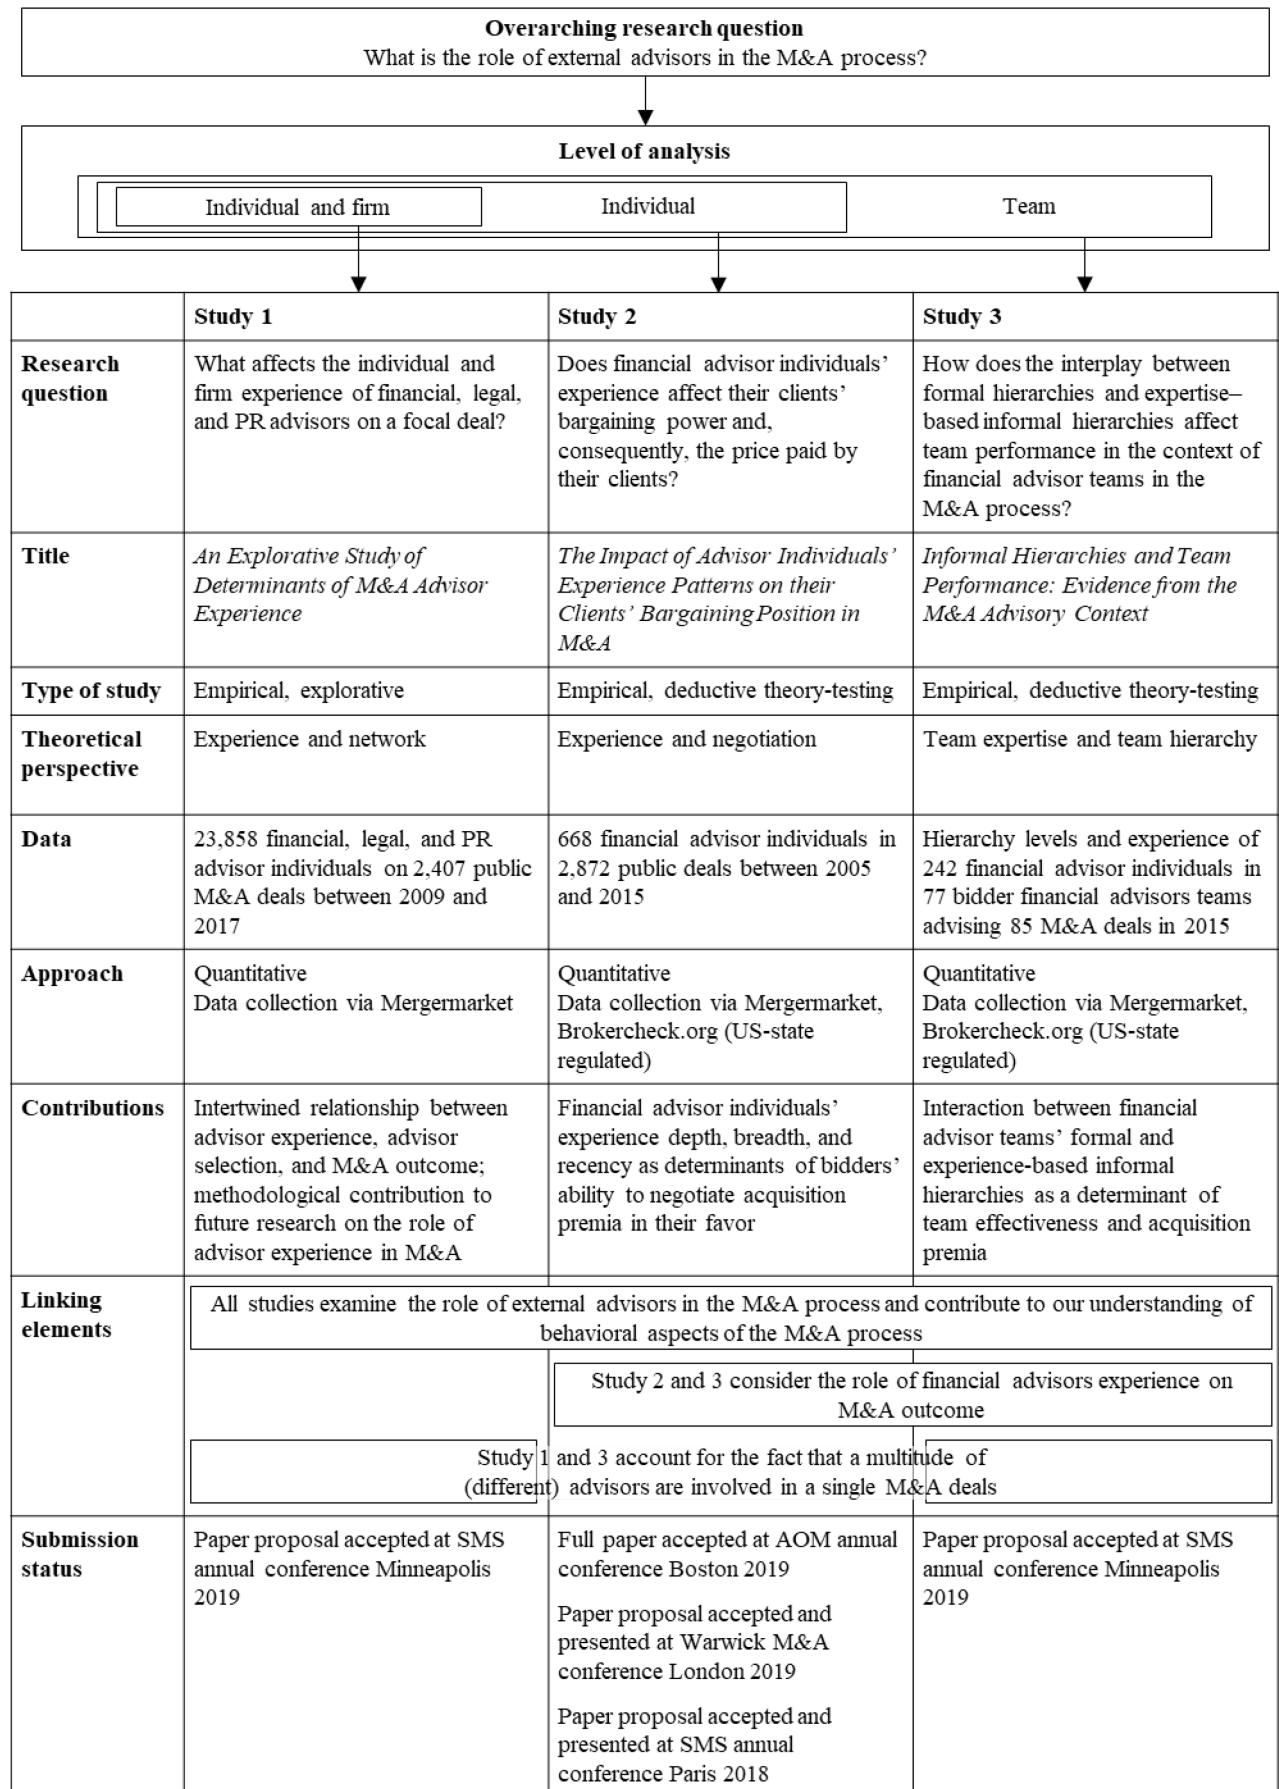 Overarching research question
What is the role of external advisors in the M&A process?
Level of analysis
Individual and firm
Individual
Team
Study 1
Study 2
Study 3
Research
question
What affects the individual and
firm experience of financial, legal,
and PR advisors on a focal deal?
Does financial advisor individuals’
experience affect their clients’
bargaining power and,
consequently, the price paid by
their clients?
How does the interplay between
formal hierarchies and expertise–
based informal hierarchies affect
team performance in the context of
financial advisor teams in the
M&A process?
Title
An Explorative Study of
Determinants of M&A Advisor
Experience
The Impact of Advisor Individuals’
Experience Patterns on their
Clients’ Bargaining Position in
M&A
Informal Hierarchies and Team
Performance: Evidence from the
M&A Advisory Context
Type of study
Empirical, explorative
Empirical, deductive theory-testing
Empirical, deductive theory-testing
Theoretical
perspective
Experience and network
Experience and negotiation
Team expertise and team hierarchy
Data
23,858 financial, legal, and PR
advisor individuals on 2,407 public
M&A deals between 2009 and
2017
668 financial advisor individuals in
2,872 public deals between 2005
and 2015
Hierarchy levels and experience of
242 financial advisor individuals in
77 bidder financial advisors teams
advising 85 M&A deals in 2015
Approach
Quantitative
Data collection via Mergermarket
Quantitative
Data collection via Mergermarket,
Brokercheck.org (US-state
regulated)
Quantitative
Data collection via Mergermarket,
Brokercheck.org (US-state
regulated)
Contributions
Intertwined relationship between
advisor experience, advisor
selection, and M&A outcome;
methodological contribution to
future research on the role of
advisor experience in M&A
Financial advisor individuals’
experience depth, breadth, and
recency as determinants of bidders’
ability to negotiate acquisition
premia in their favor
Interaction between financial
advisor teams’ formal and
experience-based informal
hierarchies as a determinant of
team effectiveness and acquisition
premia
Linking
elements
All studies examine the role of external advisors in the M&A process and contribute to our understanding of
behavioral aspects of the M&A process
Study 2 and 3 consider the role of financial advisors experience on
M&A outcome
Study 1 and 3 account for the fact that a multitude of
(different) advisors are involved in a single M&A deals
Submission
status
Paper proposal accepted at SMS
annual conference Minneapolis
2019
Full paper accepted at AOM annual
conference Boston 2019
Paper proposal accepted and
presented at Warwick M&A
conference London 2019
Paper proposal accepted and
presented at SMS annual
conference Paris 2018
Paper proposal accepted at SMS
annual conference Minneapolis
2019